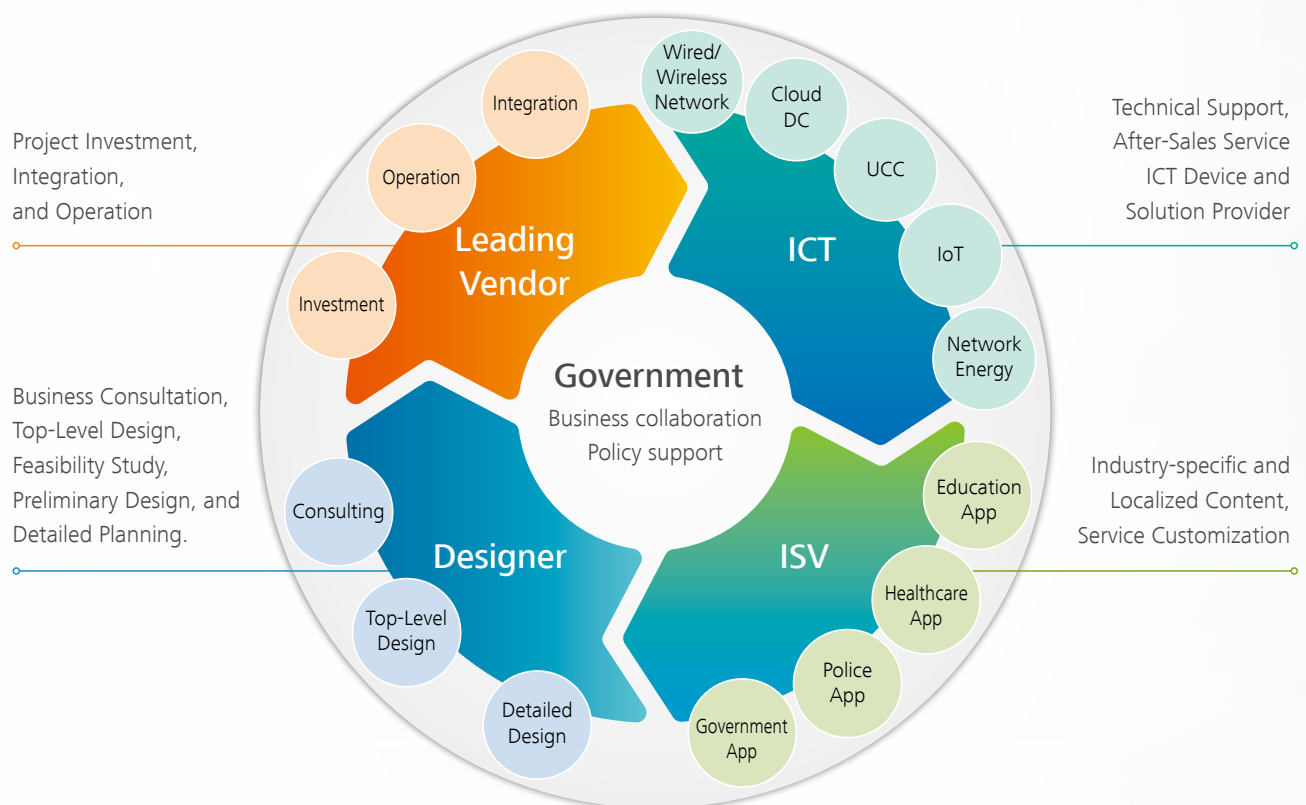 Project Investment,
Integration,
and Operation
Business Consultation,
Top-Level Design,
Feasibility Study,
Preliminary Design, and
Detailed Planning.
Integration
Operation
Investment
Leading
Vendor
Wired/
Wireless
Network
Cloud
DC
UCC
IoT
Network
Energy
ICT
Government
Business collaboration
Policy support
Consulting
Top-Level
Design
Detailed
Design
Designer
ISV
Education
App
Healthcare
App
Police
App
Government
App
Technical Support,
After-Sales Service
ICT Device and
Solution Provider
Industry-specific and
Localized Content,
Service Customization